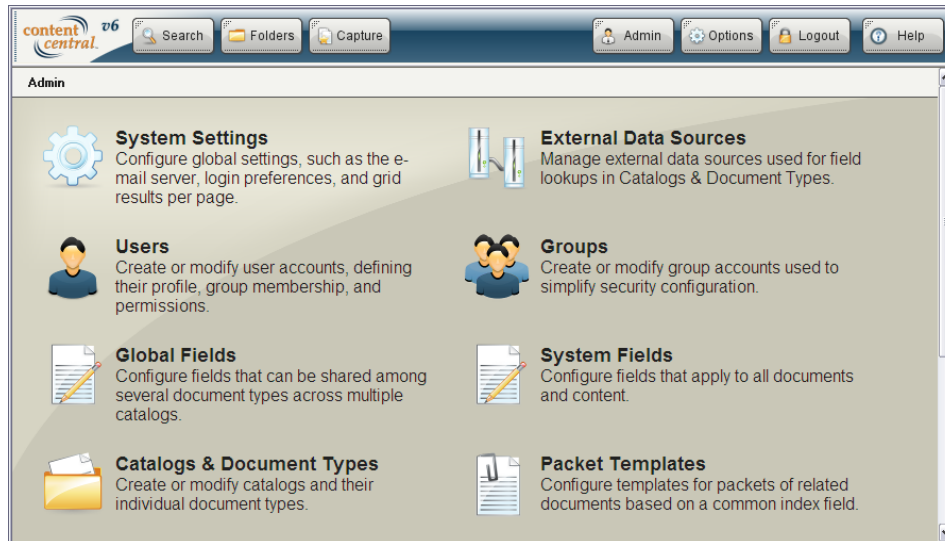 content central. v6
Search
Folders
Capture
Admin
Options
Logout
Help
Admin
System Settings
Configure global settings, such as the e-
mail server, login preferences, and grid
results per page.
External Data Sources
Manage external data sources used for field
lookups in Catalogs & Document Types.
Users
Create or modify user accounts, defining
their profile, group membership, and
permissions.
Groups
Create or modify group accounts used to
simplify security configuration.
Global Fields
Configure fields that can be shared among
several document types across multiple
catalogs.
System Fields
Configure fields that apply to all documents
and content.
Catalogs & Document Types
Create or modify catalogs and their
individual document types.
Packet Templates
Configure templates for packets of related
documents based on a common index field.